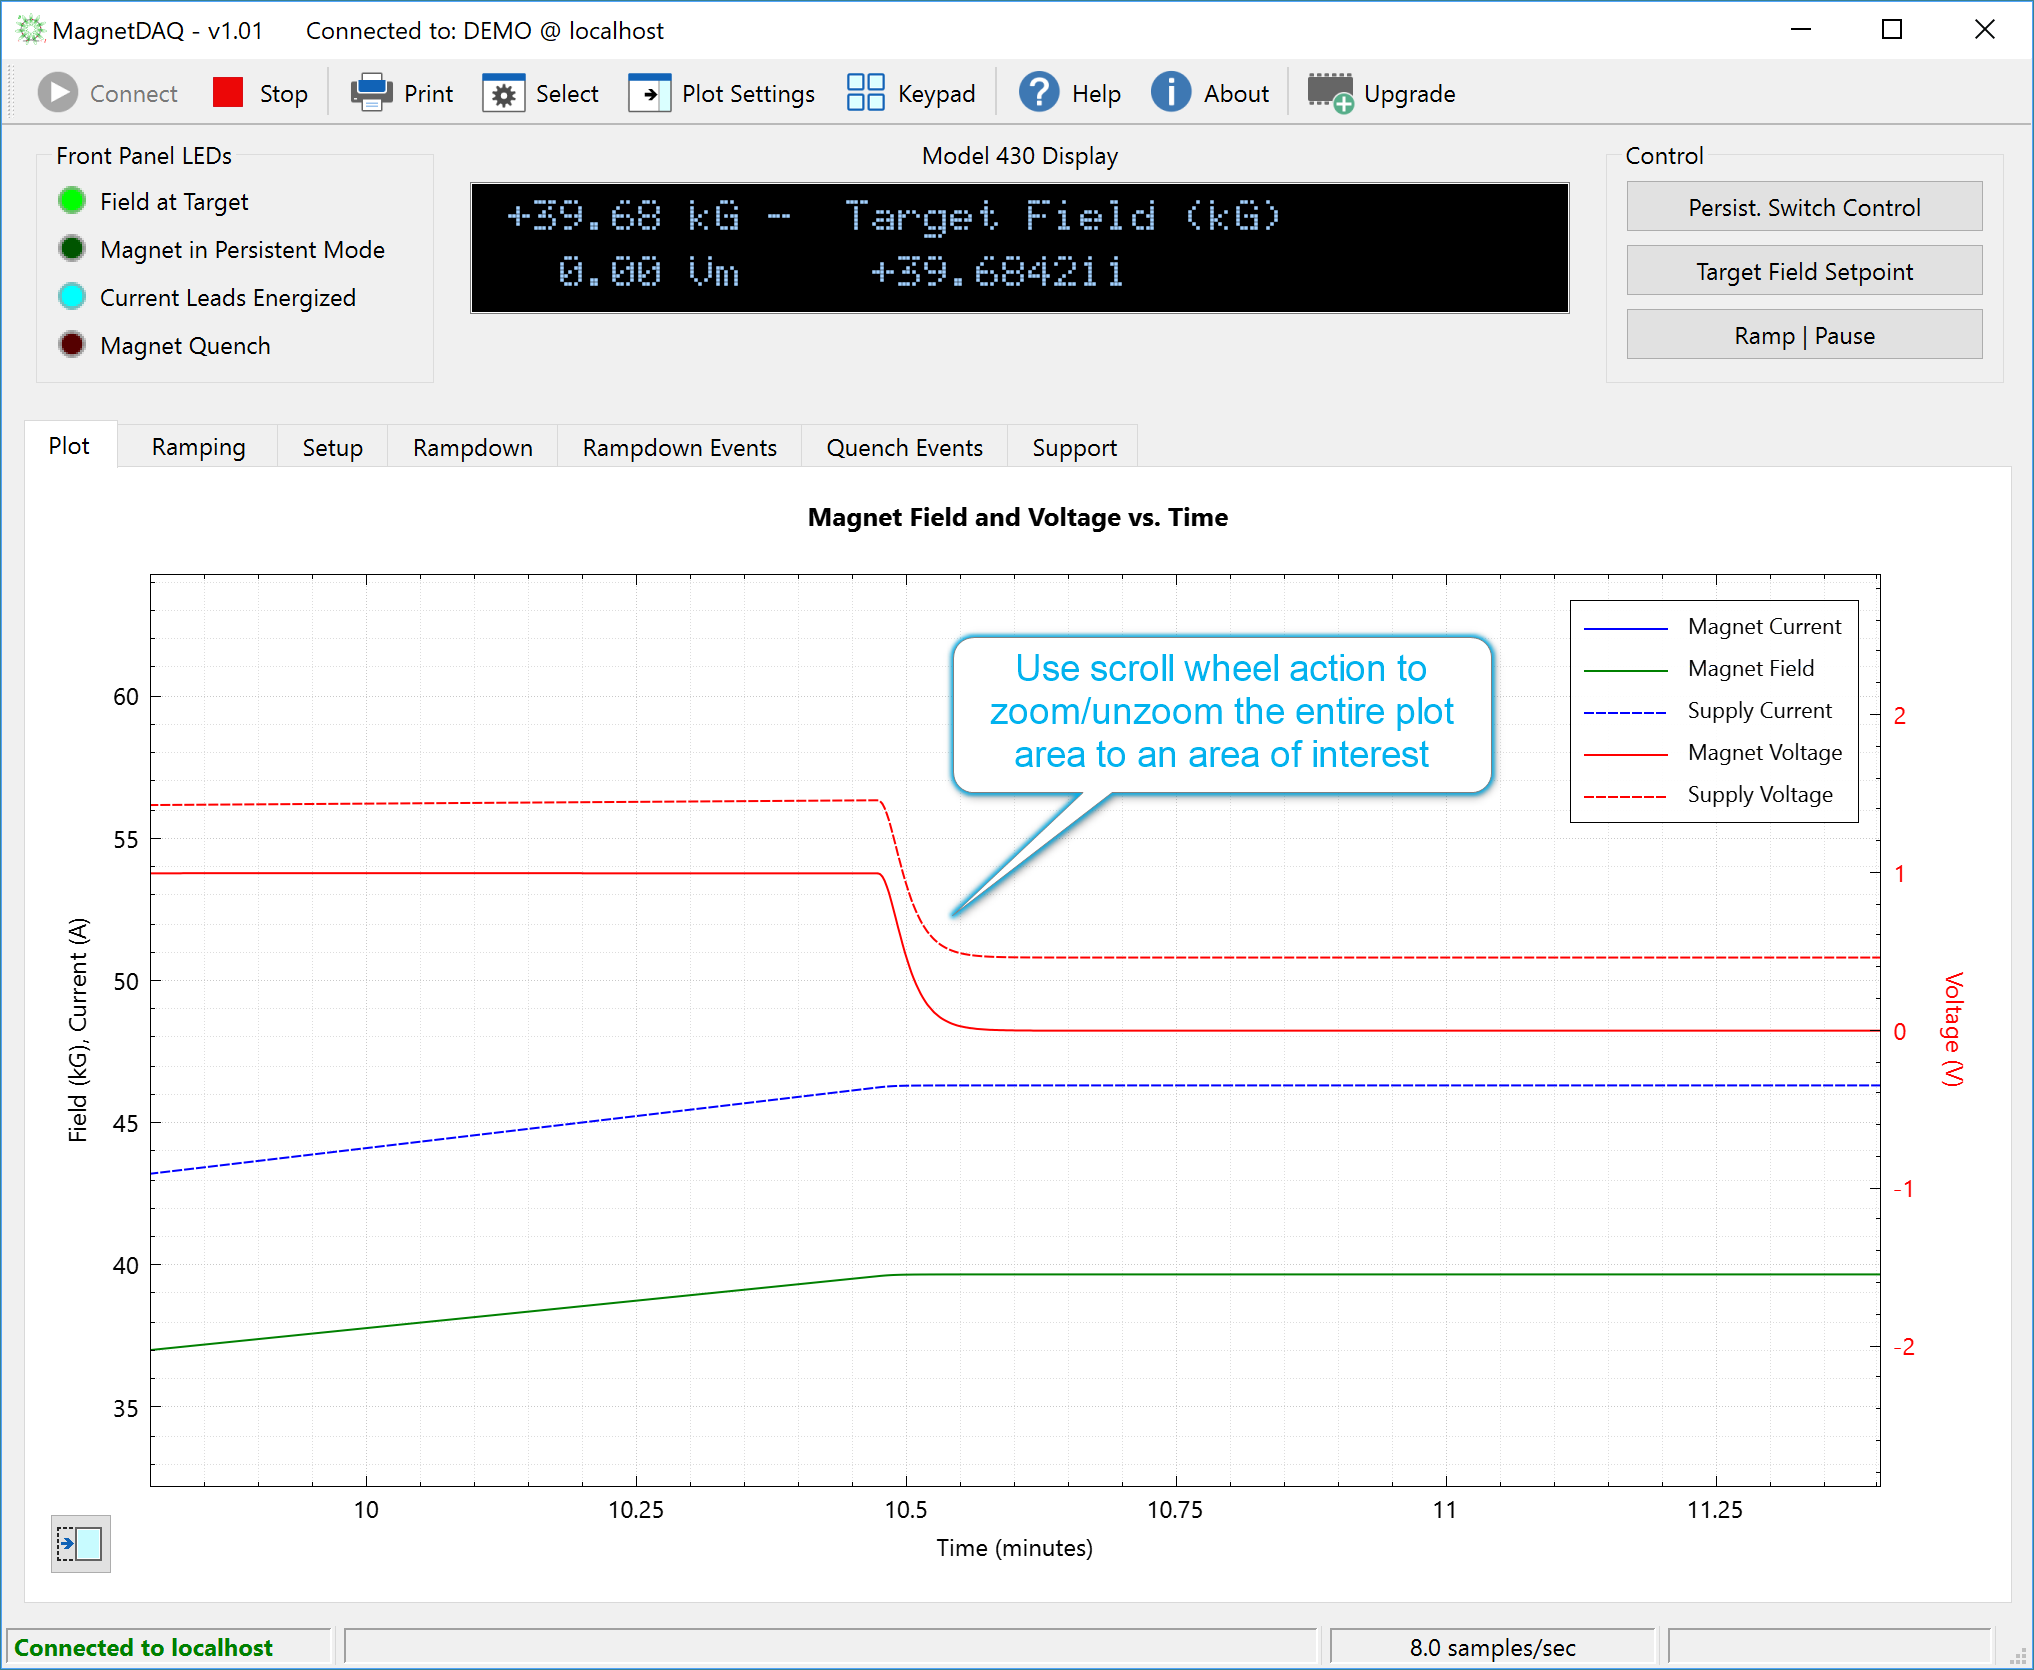 MagnetDAQ - v1.01 Connected to: DEMO @ localhost
Connect Stop Print Select Plot Settings Keypad Help About Upgrade
Front Panel LEDs
Field at Target
Magnet in Persistent Mode
Current Leads Energized
Magnet Quench
Model 430 Display
+39.68 kG - Target Field (kG)
0.00 Vm +39.684211
Control
Persist. Switch Control
Target Field Setpoint
Ramp | Pause
Plot Ramping Setup Rampdown Rampdown Events Quench Events Support
Magnet Field and Voltage vs. Time
Use scroll wheel action to
zoom/unzoom the entire plot
area to an area of interest
Magnet Current
Magnet Field
Supply Current
Magnet Voltage
Supply Voltage
Field (kG), Current (A)
60
55
50
45
40
35
2
1
0
-1
-2
Voltage (V)
10 10.25 10.5 10.75 11 11.25
Time (minutes)
Connected to localhost
8.0 samples/sec